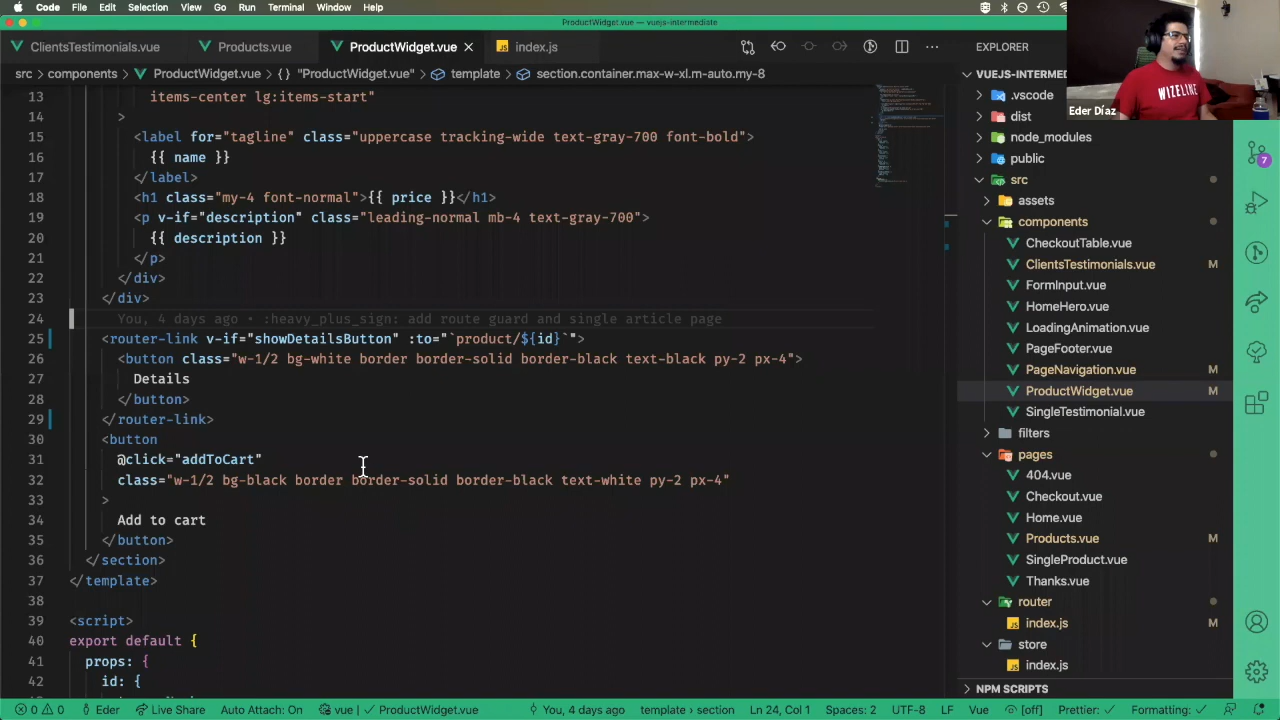 Code File Edit Selection View Go Run Terminal Window Help
ProductWidget.vue — vuejs-intermediate
ClientsTestimonials.vue Products.vue ProductWidget.vue index.js
EXPLORER
src components ProductWidget.vue {} "ProductWidget.vue" template section.container.max-w-xl.m-auto.my-8
13 items-center lg:items-start"
14
15 <label for="tagline" class="uppercase tracking-wide text-gray-700 font-bold">
16 {{ name }}
17 </label>
18 <h1 class="my-4 font-normal">{{ price }}</h1>
19 <p v-if="description" class="leading-normal mb-4 text-gray-700">
20 {{ description }}
21 </p>
22 </div>
23 </div>
24 You, 4 days ago • :heavy_plus_sign: add route guard and single article page
25 <router-link v-if="showDetailsButton" :to="`product/${id}`">
26 <button class="w-1/2 bg-white border border-solid border-black text-black py-2 px-4">
27 Details
28 </button>
29 </router-link>
30 <button
31 @click="addToCart"
32 class="w-1/2 bg-black border border-solid border-black text-white py-2 px-4"
33 >
34 Add to cart
35 </button>
36 </section>
37 </template>
38
39 <script>
40 export default {
41 props: {
42 id: {
VUEJS-INTERM
.vscode
dist
node_modules
public
src
assets
components
CheckoutTable.vue
ClientsTestimonials.vue M
FormInput.vue
HomeHero.vue
LoadingAnimation.vue
PageFooter.vue
PageNavigation.vue M
ProductWidget.vue M
SingleTestimonial.vue
filters
pages
404.vue
Checkout.vue
Home.vue
Products.vue M
SingleProduct.vue
Thanks.vue
router
index.js M
store
index.js
NPM SCRIPTS
WIZELINE
Eder Díaz
7
0 0 Eder Live Share Auto Attach: On vue ProductWidget.vue You, 4 days ago template > section Ln 24, Col 1 Spaces: 2 UTF-8 LF Vue [off] Prettier: ✓ Formatting: ✓